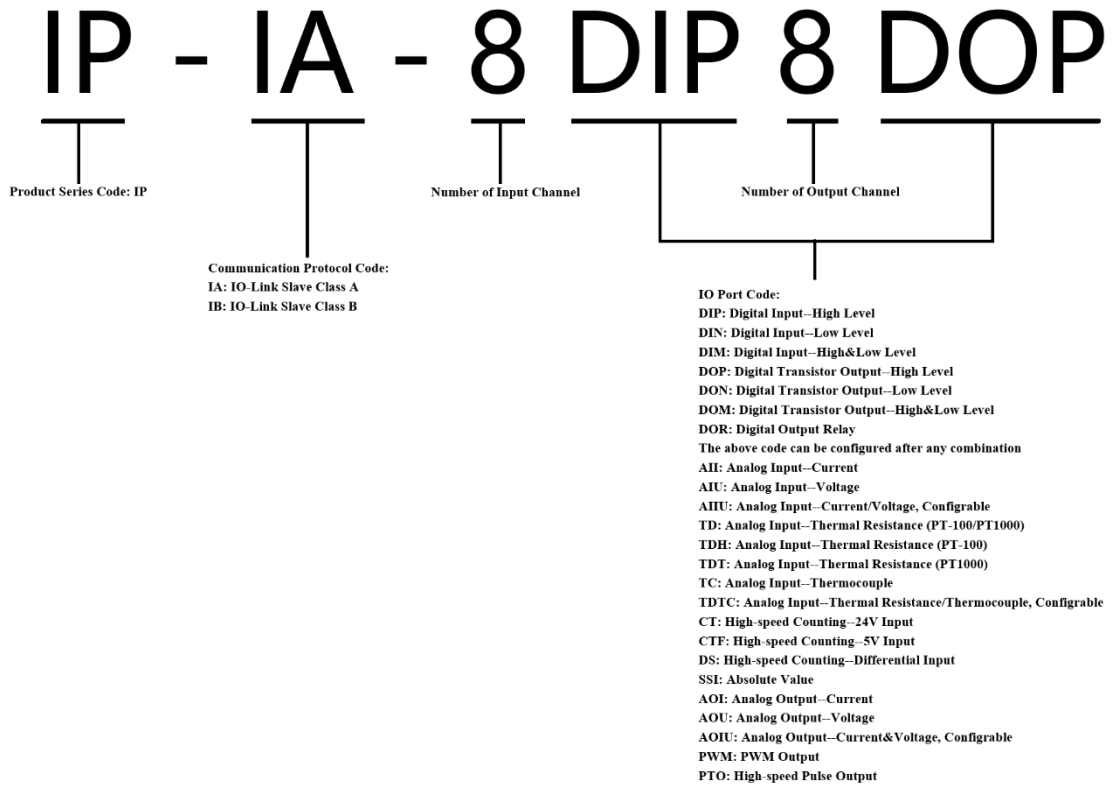 IP - IA - 8 DIP 8 DOP
Product Series Code: IP
Number of Input Channel
Number of Output Channel
Communication Protocol Code:
IA: IO-Link Slave Class A
IB: IO-Link Slave Class B
IO Port Code:
DIP: Digital Input--High Level
DIN: Digital Input--Low Level
DIM: Digital Input--High&Low Level
DOP: Digital Transistor Output--High Level
DON: Digital Transistor Output--Low Level
DOM: Digital Transistor Output--High&Low Level
DOR: Digital Output Relay
The above code can be configured after any combination
AII: Analog Input--Current
AIU: Analog Input--Voltage
AIIU: Analog Input--Current/Voltage, Configrable
TD: Analog Input--Thermal Resistance (PT-100/PT1000)
TDH: Analog Input--Thermal Resistance (PT-100)
TDT: Analog Input--Thermal Resistance (PT1000)
TC: Analog Input--Thermocouple
TDTC: Analog Input--Thermal Resistance/Thermocouple, Configrable
CT: High-speed Counting--24V Input
CTF: High-speed Counting--5V Input
DS: High-speed Counting--Differential Input
SSI: Absolute Value
AOI: Analog Output--Current
AOU: Analog Output--Voltage
AOIU: Analog Output--Current&Voltage, Configrable
PWM: PWM Output
PTO: High-speed Pulse Output